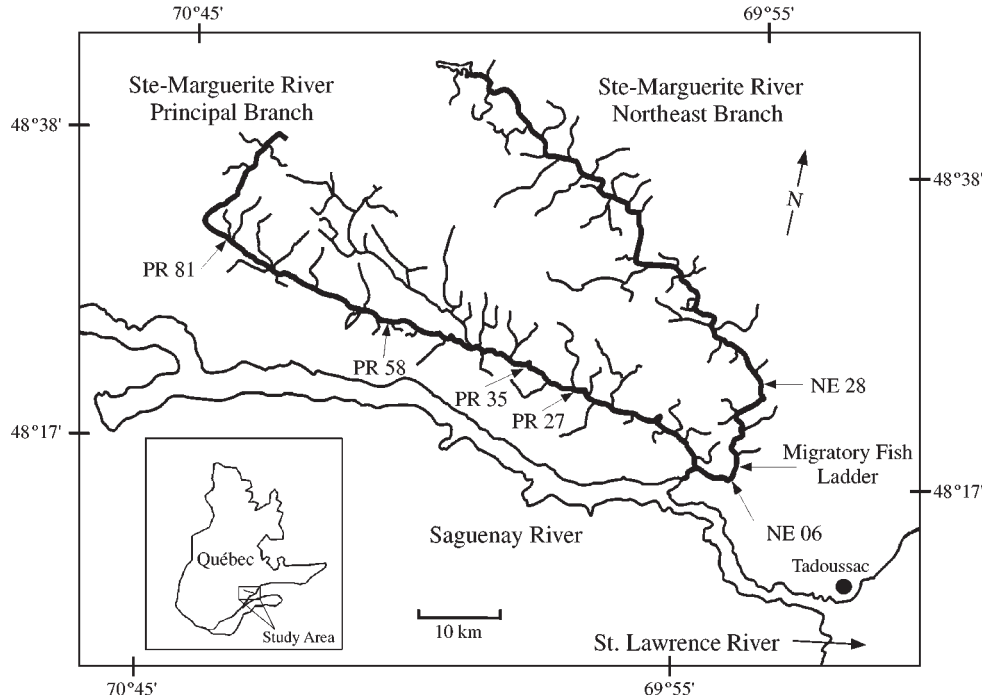 70°45'
69°55'
Ste-Marguerite River
Principal Branch
Ste-Marguerite River
Northeast Branch
48°38'
48°38'
N
PR 81
PR 58
PR 35
PR 27
NE 28
48°17'
Migratory Fish
Ladder
48°17'
NE 06
Saguenay River
Québec
Tadoussac
Study Area
10 km
St. Lawrence River
70°45'
69°55'